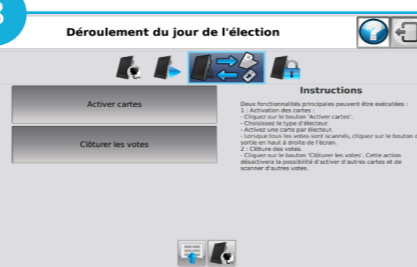 3
Déroulement du jour de l'élection
Activer cartes
Clôturer les votes
Instructions
Deux fonctionnalités principales peuvent être exécutées :
1 : Activation des cartes :
- Cliquez sur le bouton 'Activer cartes'.
- Choisissez le type d'électeur.
- Activez une carte par électeur.
- Lorsque tous les votes sont scannés, cliquez sur le bouton de
sortie en haut à droite de l'écran.
2 : Clôture des votes.
- Cliquez sur le bouton 'Clôturer les votes'. Cette action
désactivera la possibilité d'activer d'autres cartes et de
scanner d'autres votes.